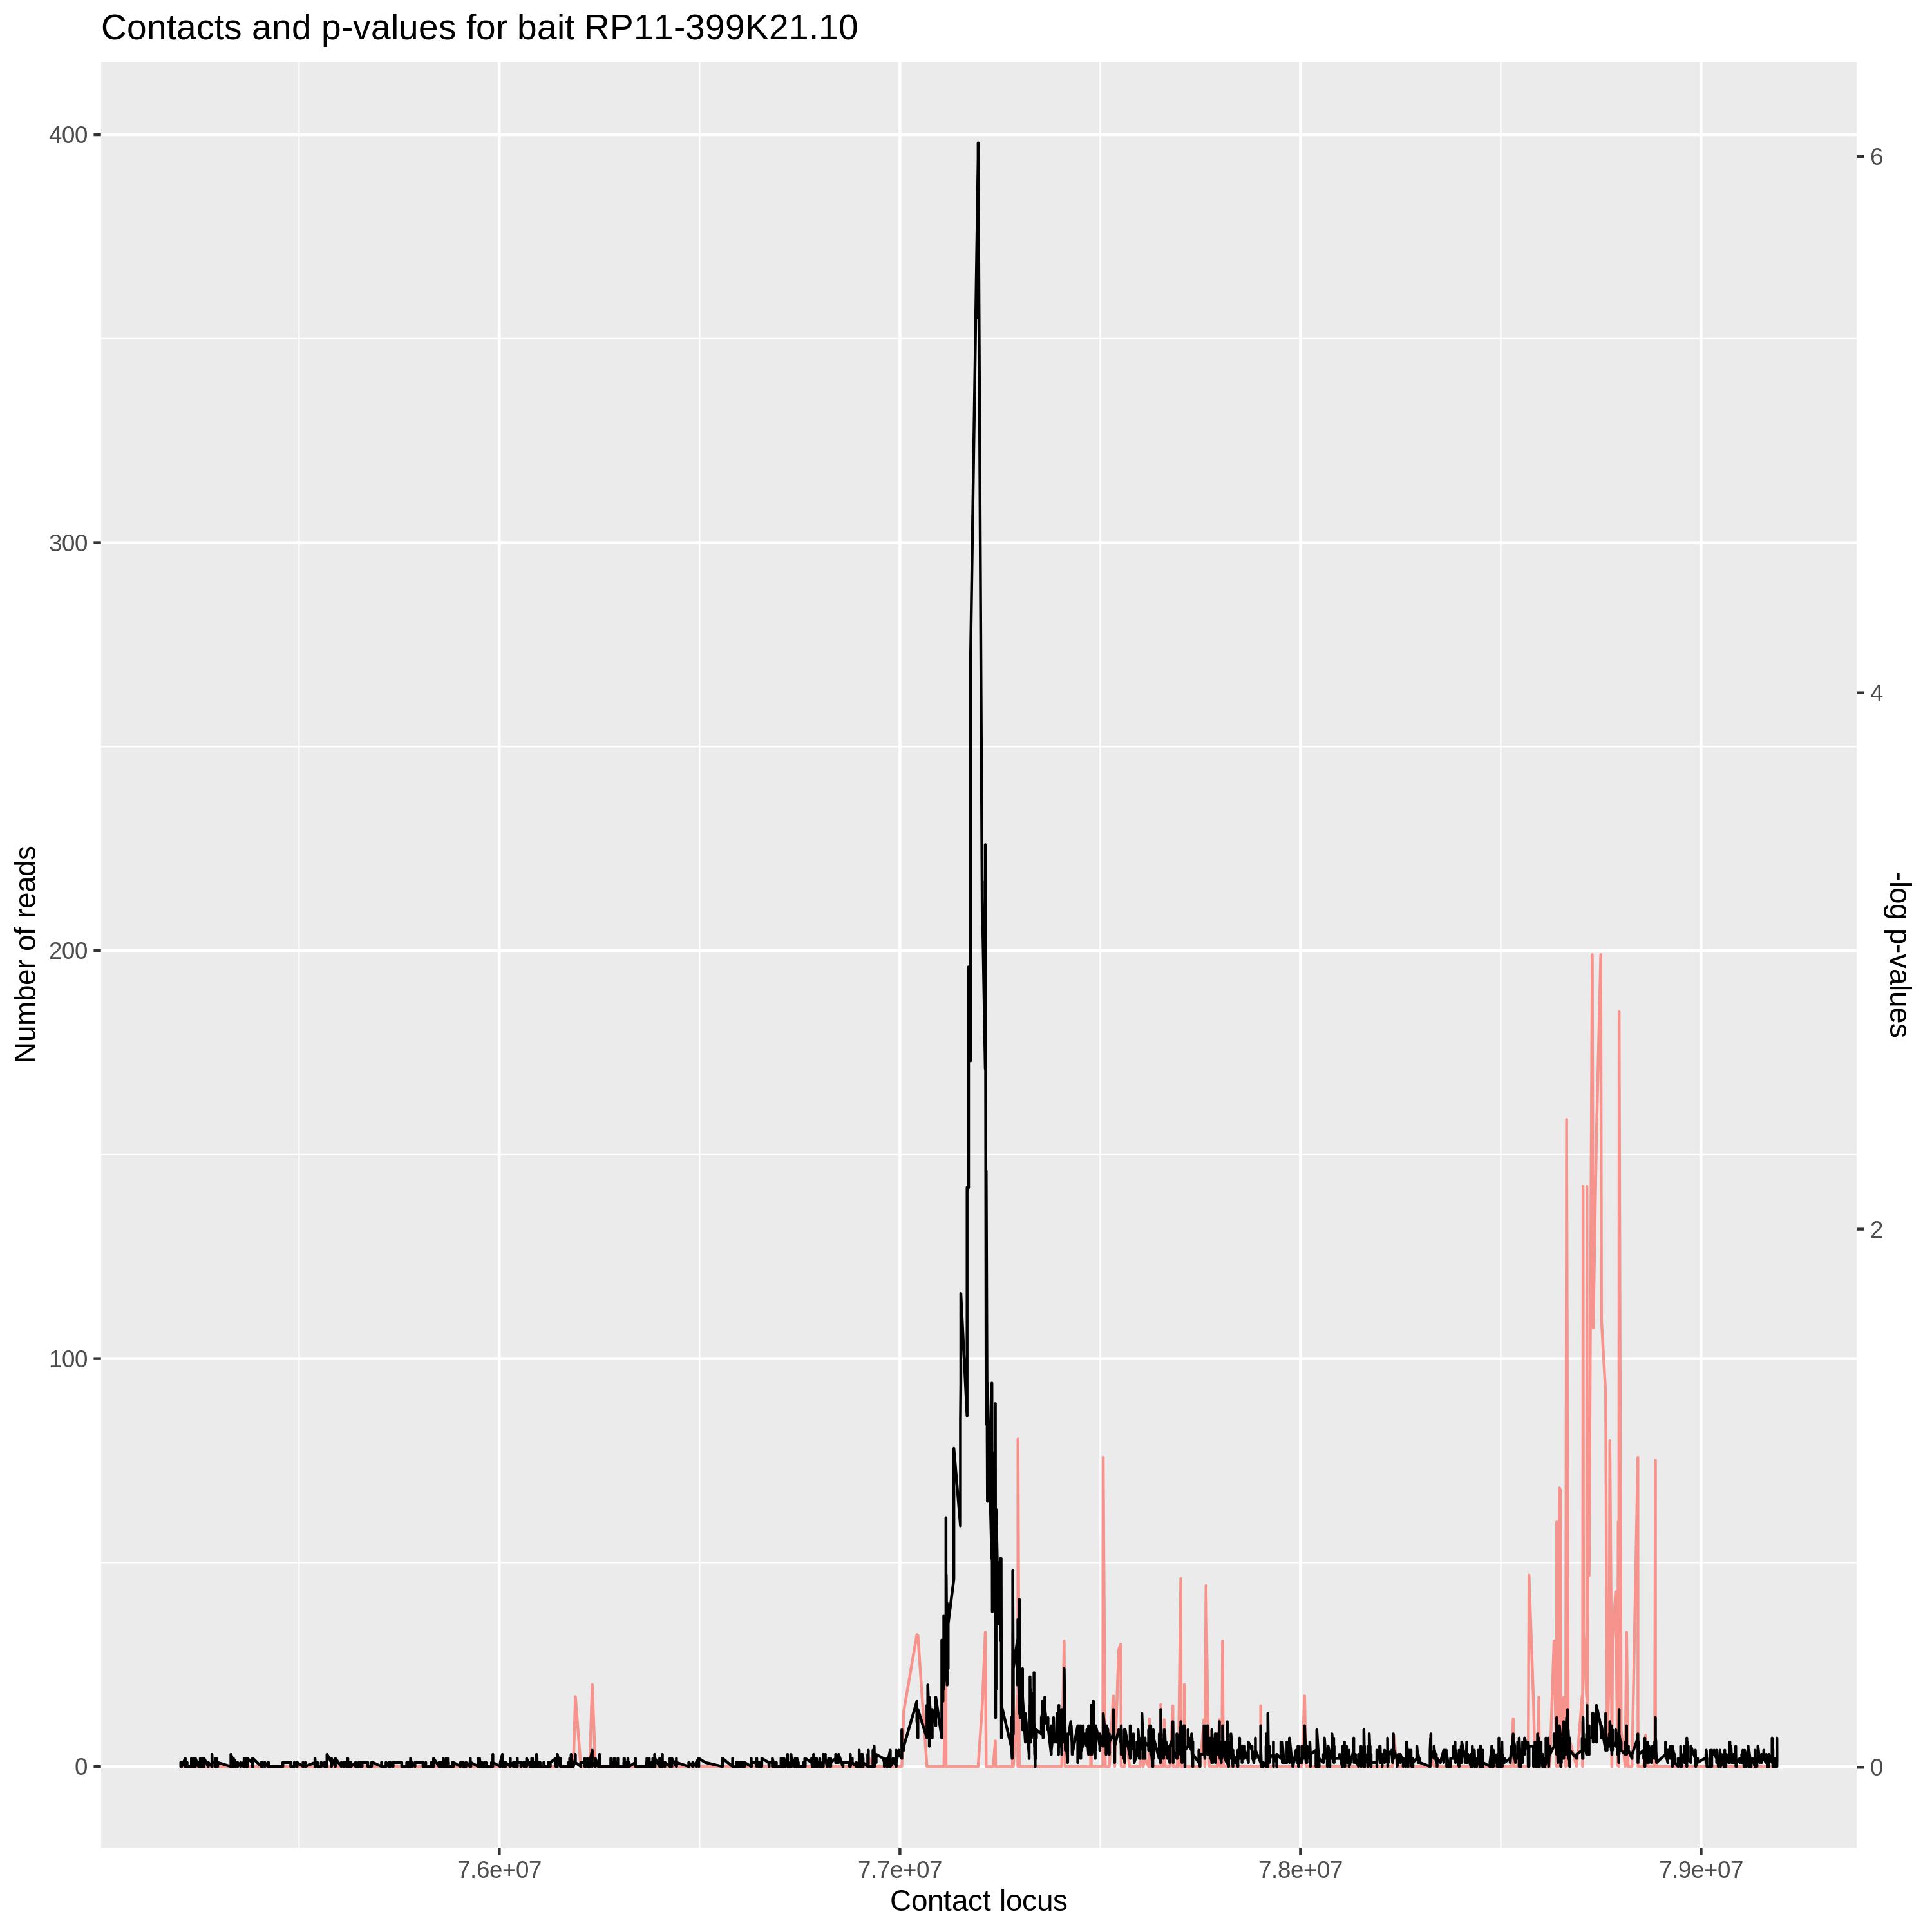 Contacts and p-values for bait RP11-399K21.10
400
300
200
100
0
Number of reads
6
4
2
0
-log p-values
7.6e+07 7.7e+07 7.8e+07 7.9e+07
Contact locus